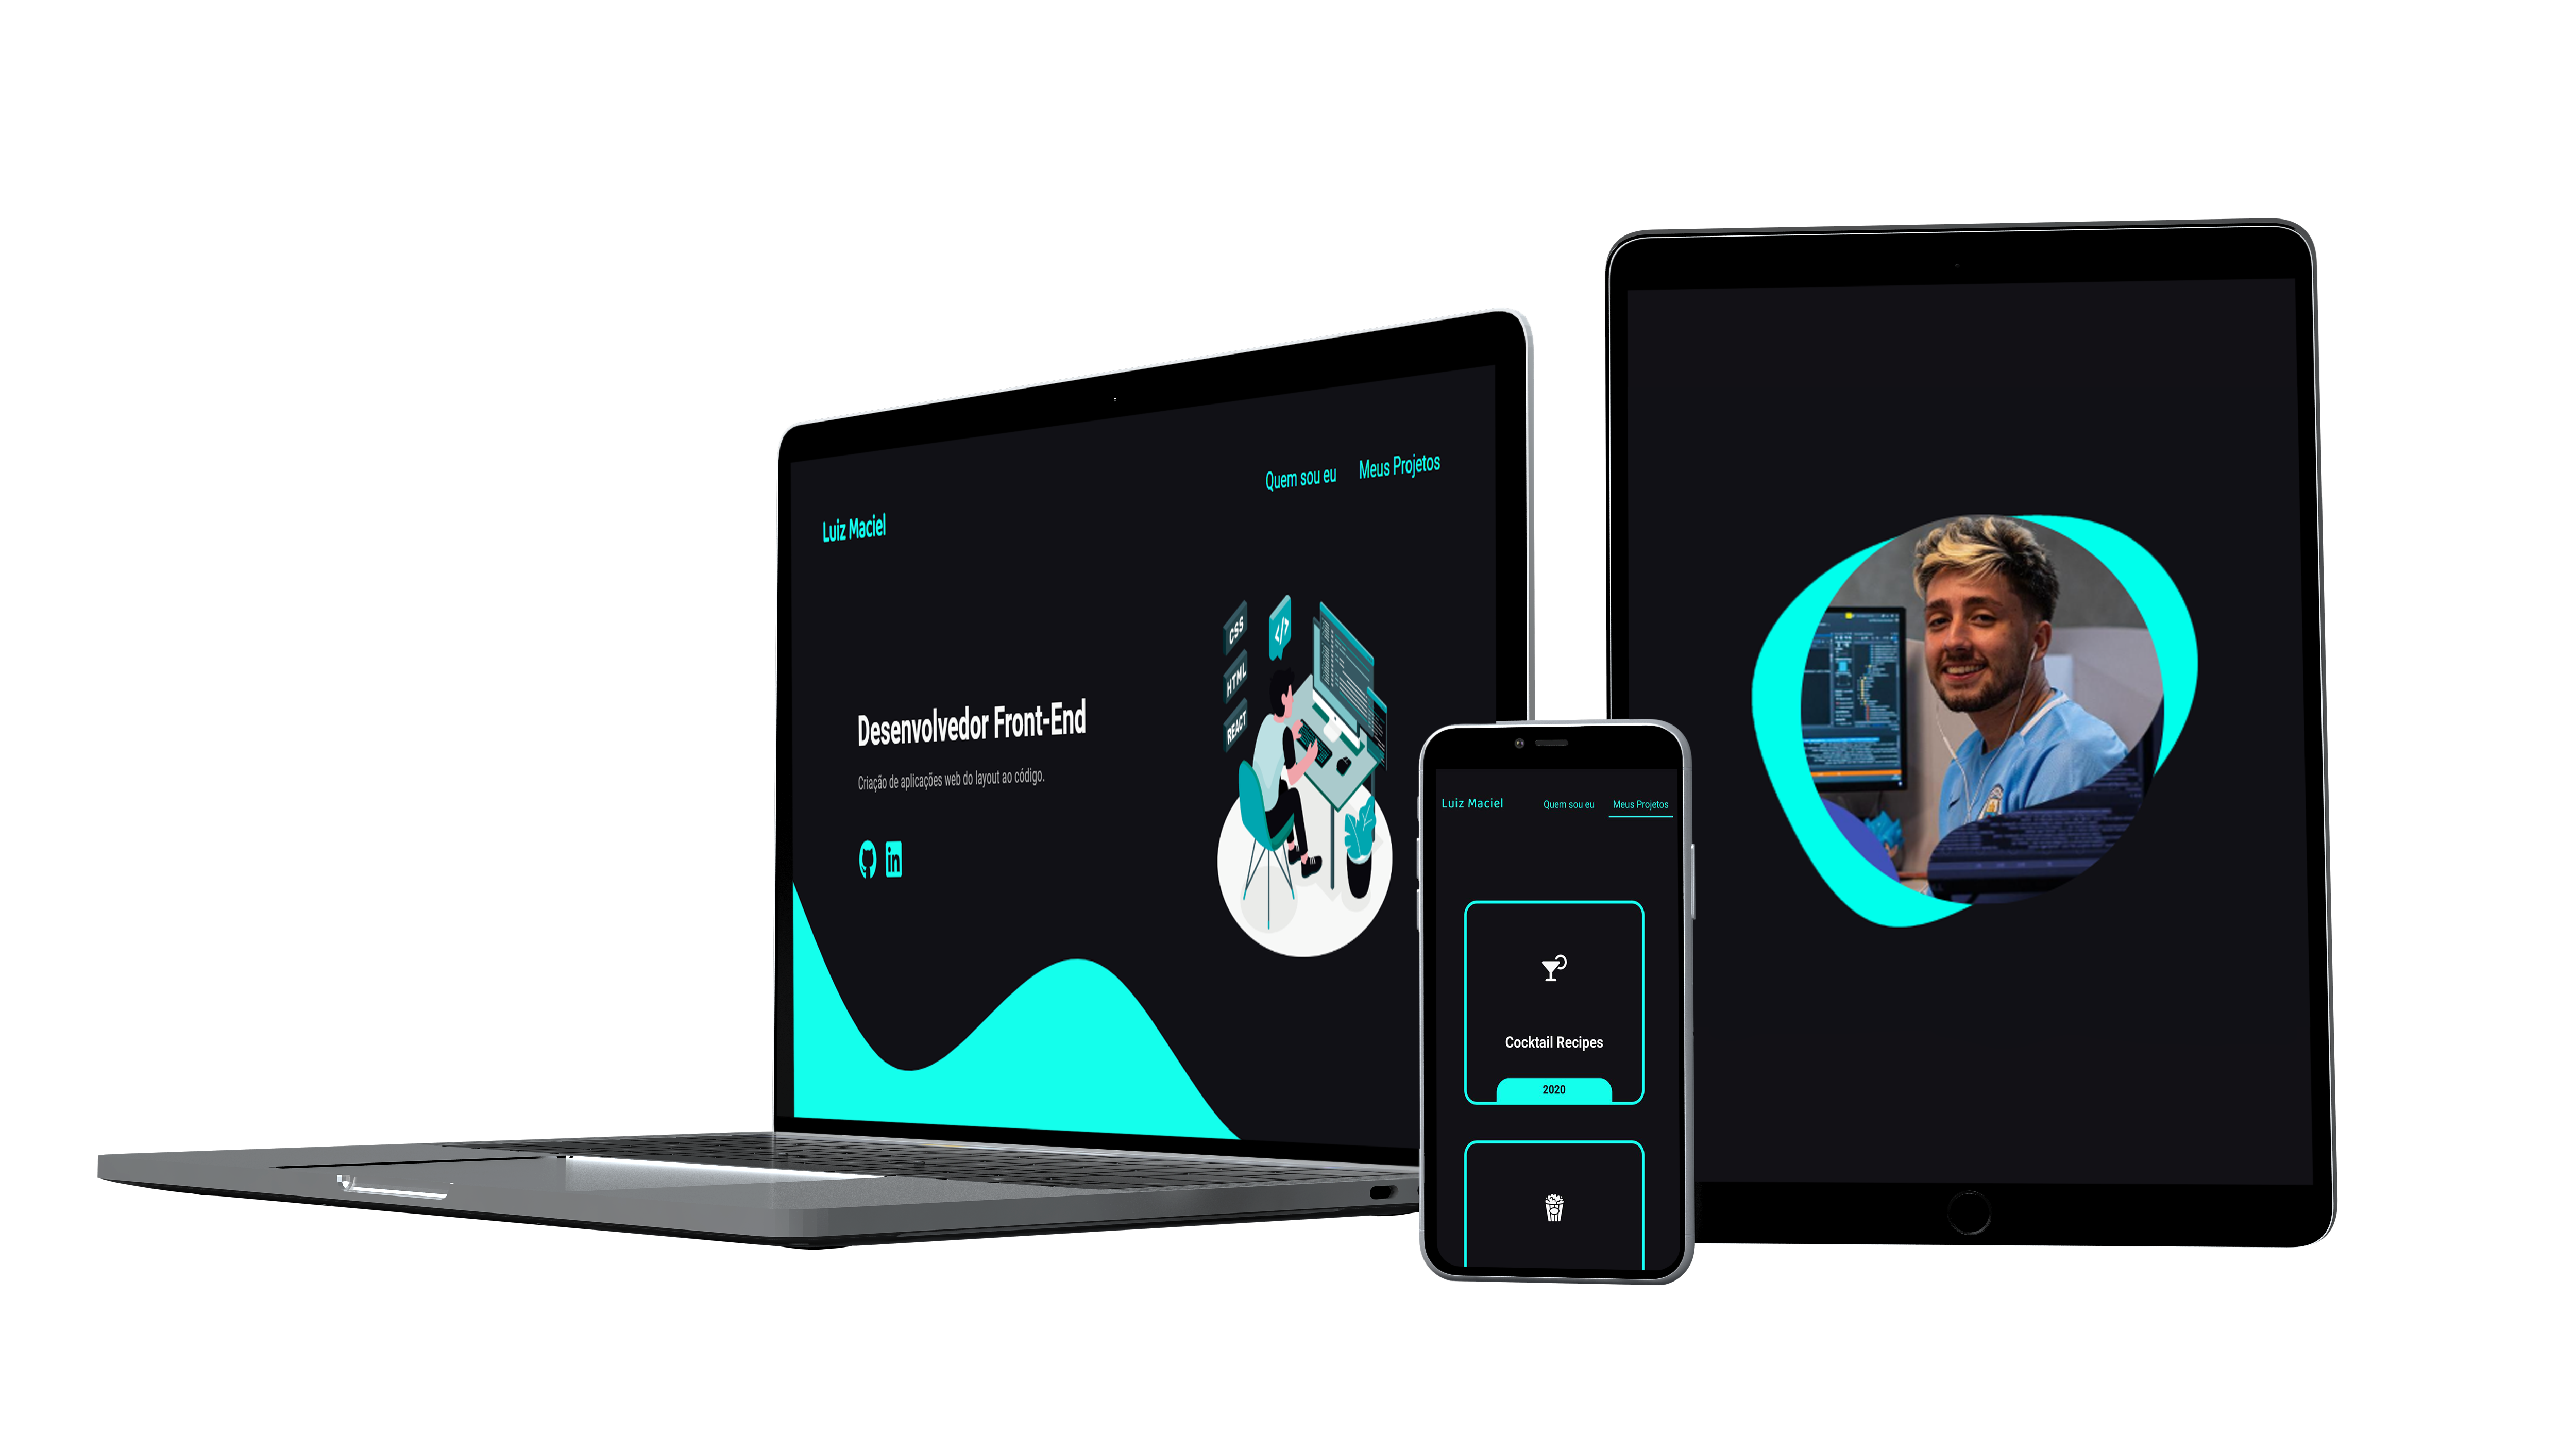 Quem sou eu Meus Projetos
Luiz Maciel
CSS
</>
HTML
REACT
Desenvolvedor Front-End
Criação de aplicações web do layout ao código.
in
Luiz Maciel Quem sou eu Meus Projetos
Cocktail Recipes
2020